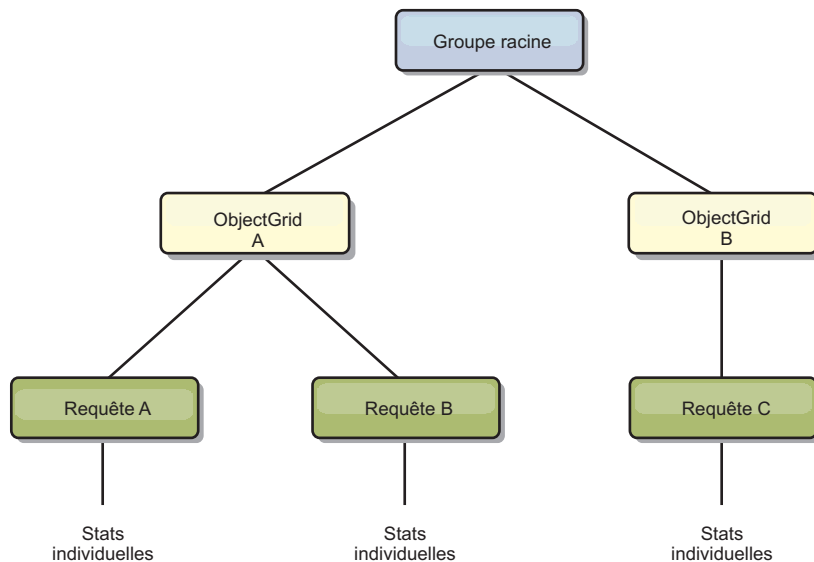 Groupe racine
ObjectGrid
A
ObjectGrid
B
Requête A
Requête B
Requête C
Stats
individuelles
Stats
individuelles
Stats
individuelles